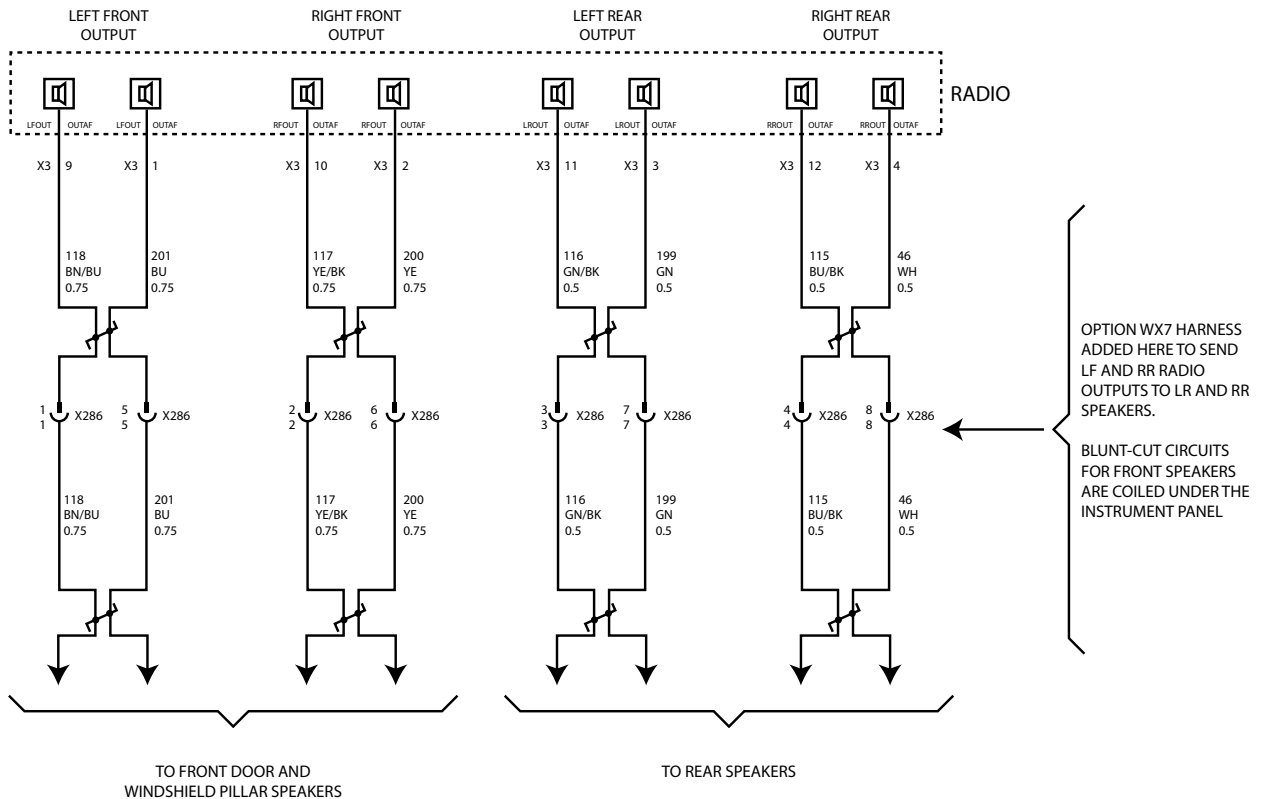 LEFT FRONT
OUTPUT
RIGHT FRONT
OUTPUT
LEFT REAR
OUTPUT
RIGHT REAR
OUTPUT
RADIO
LFOUT OUTAF LFOUT OUTAF RFOUT OUTAF RFOUT OUTAF LROUT OUTAF LROUT OUTAF RROUT OUTAF RROUT OUTAF
X3 9 X3 1 X3 10 X3 2 X3 11 X3 3 X3 12 X3 4
118
BN/BU
0.75
201
BU
0.75
117
YE/BK
0.75
200
YE
0.75
116
GN/BK
0.5
199
GN
0.5
115
BU/BK
0.5
46
WH
0.5
1
1
X286
5
5
X286
2
2
X286
6
6
X286
3
3
X286
7
7
X286
4
4
X286
8
8
X286
118
BN/BU
0.75
201
BU
0.75
117
YE/BK
0.75
200
YE
0.75
116
GN/BK
0.5
199
GN
0.5
115
BU/BK
0.5
46
WH
0.5
OPTION WX7 HARNESS
ADDED HERE TO SEND
LF AND RR RADIO
OUTPUTS TO LR AND RR
SPEAKERS.
BLUNT-CUT CIRCUITS
FOR FRONT SPEAKERS
ARE COILED UNDER THE
INSTRUMENT PANEL
TO FRONT DOOR AND
WINDSHIELD PILLAR SPEAKERS
TO REAR SPEAKERS